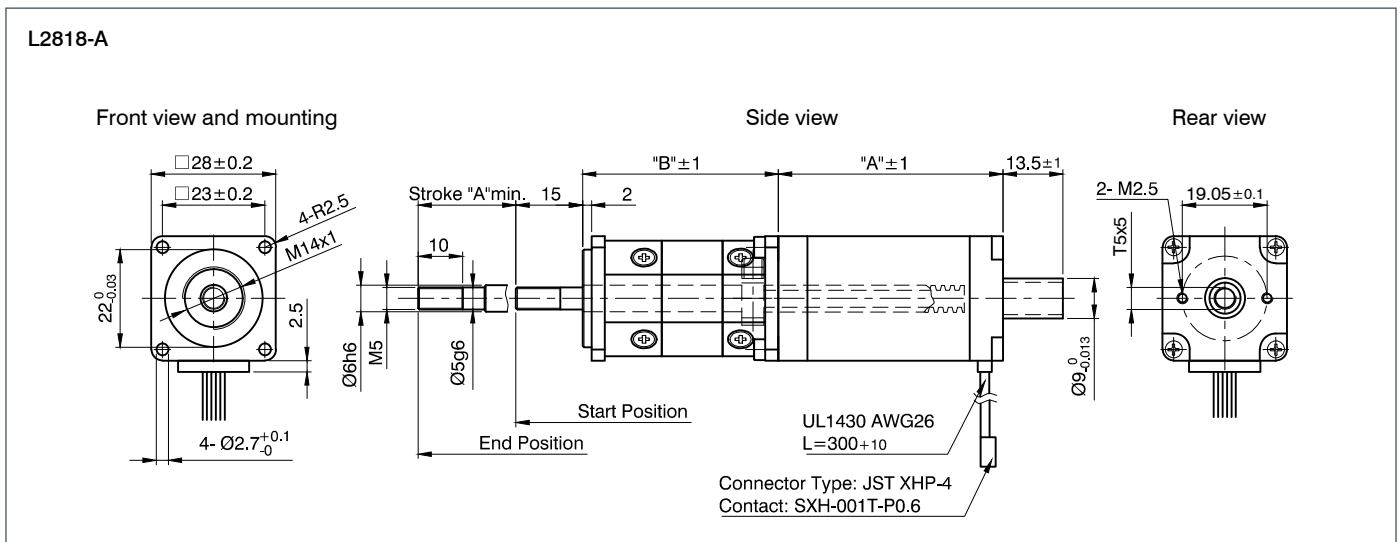 L2818-A
Front view and mounting
Side view
Rear view
□28±0.2
□23±0.2
4-R2.5
M14x1
22 0 -0.03
2.5
4- Ø2.7 +0.1 -0
Stroke "A"min.
15
2
"B"±1
"A"±1
13.5±1
10
Ø6h6
M5
Ø5g6
Start Position
End Position
UL1430 AWG26
L=300+10
Connector Type: JST XHP-4
Contact: SXH-001T-P0.6
Ø9 0 -0.013
2- M2.5
19.05±0.1
T5x5